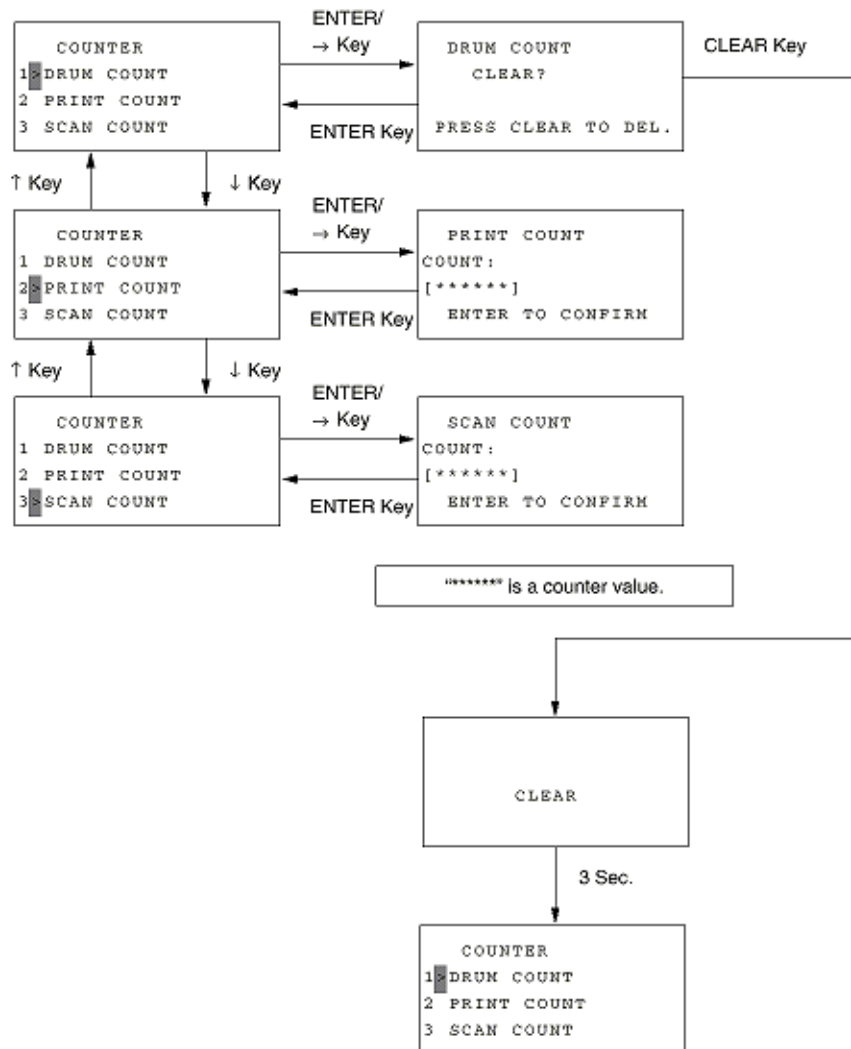 COUNTER
1>DRUM COUNT
2 PRINT COUNT
3 SCAN COUNT
ENTER/
→ Key
ENTER Key
DRUM COUNT
CLEAR?
PRESS CLEAR TO DEL.
CLEAR Key
↑ Key
↓ Key
COUNTER
1 DRUM COUNT
2>PRINT COUNT
3 SCAN COUNT
ENTER/
→ Key
ENTER Key
PRINT COUNT
COUNT:
[******]
ENTER TO CONFIRM
↑ Key
↓ Key
COUNTER
1 DRUM COUNT
2 PRINT COUNT
3>SCAN COUNT
ENTER/
→ Key
ENTER Key
SCAN COUNT
COUNT:
[******]
ENTER TO CONFIRM
“******” is a counter value.
CLEAR
3 Sec.
COUNTER
1>DRUM COUNT
2 PRINT COUNT
3 SCAN COUNT